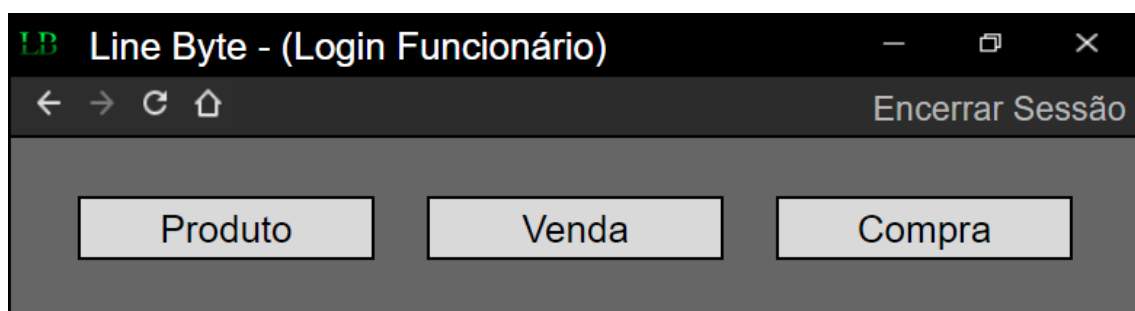 LB Line Byte - (Login Funcionário)
Encerrar Sessão
Produto Venda Compra